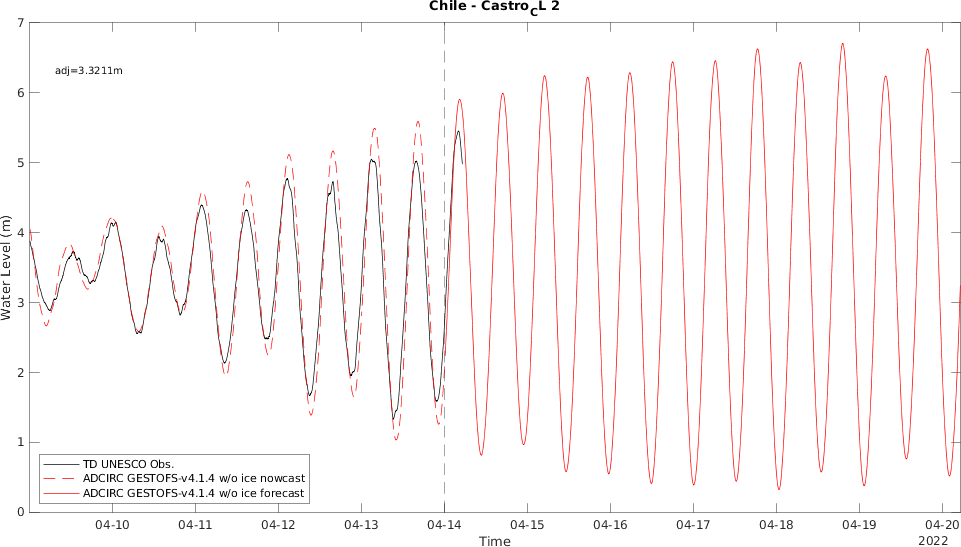 Chile - CastroCL 2
7
adj=3.3211m
6
5
4
3
2
1
0
Water Level (m)
TD UNESCO Obs.
ADCIRC GESTOFS-v4.1.4 w/o ice nowcast
ADCIRC GESTOFS-v4.1.4 w/o ice forecast
04-10 04-11 04-12 04-13 04-14 04-15 04-16 04-17 04-18 04-19 04-20
Time
2022